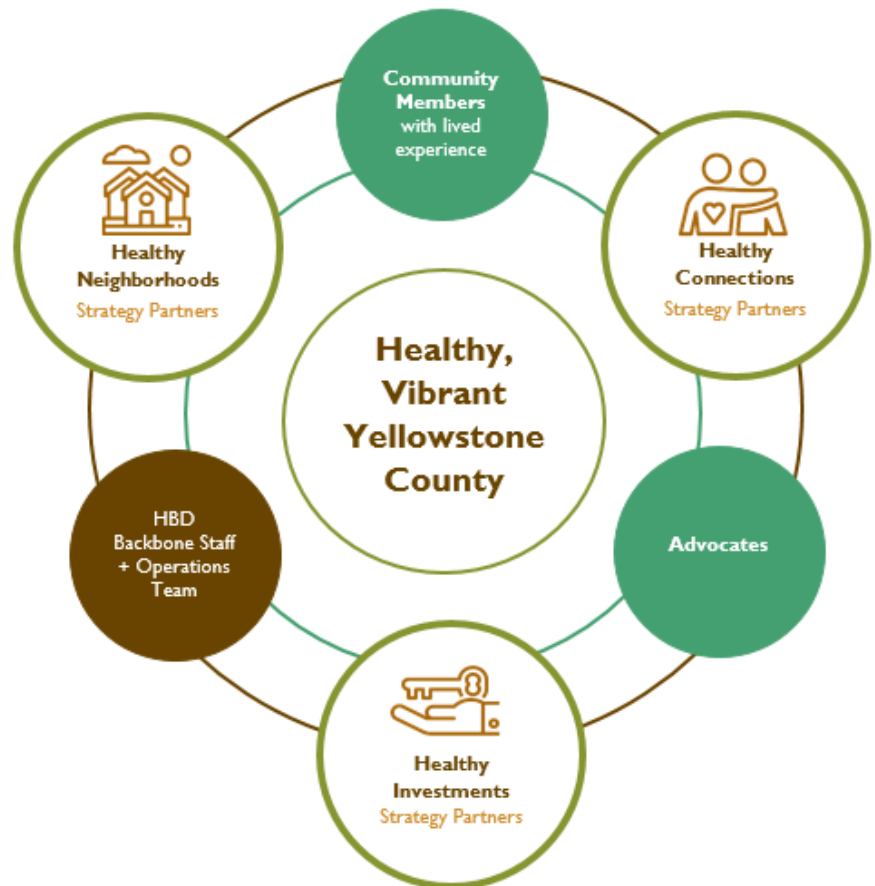 Community
Members
with lived
experience
Healthy
Neighborhoods
Strategy Partners
Healthy
Connections
Strategy Partners
Healthy,
Vibrant
Yellowstone
County
HBD
Backbone Staff
+ Operations
Team
Advocates
Healthy
Investments
Strategy Partners